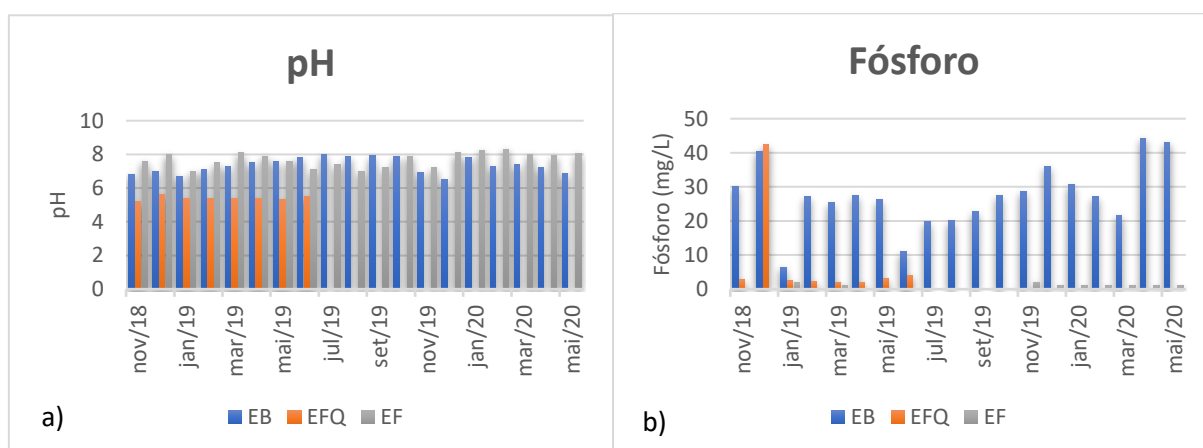 pH
10
8
6
4
2
0
pH
nov/18
jan/19
mar/19
mai/19
jul/19
set/19
nov/19
jan/20
mar/20
mai/20
EB EFQ EF
a)
Fósforo
50
40
30
20
10
0
Fósforo (mg/L)
nov/18
jan/19
mar/19
mai/19
jul/19
set/19
nov/19
jan/20
mar/20
mai/20
EB EFQ EF
b)